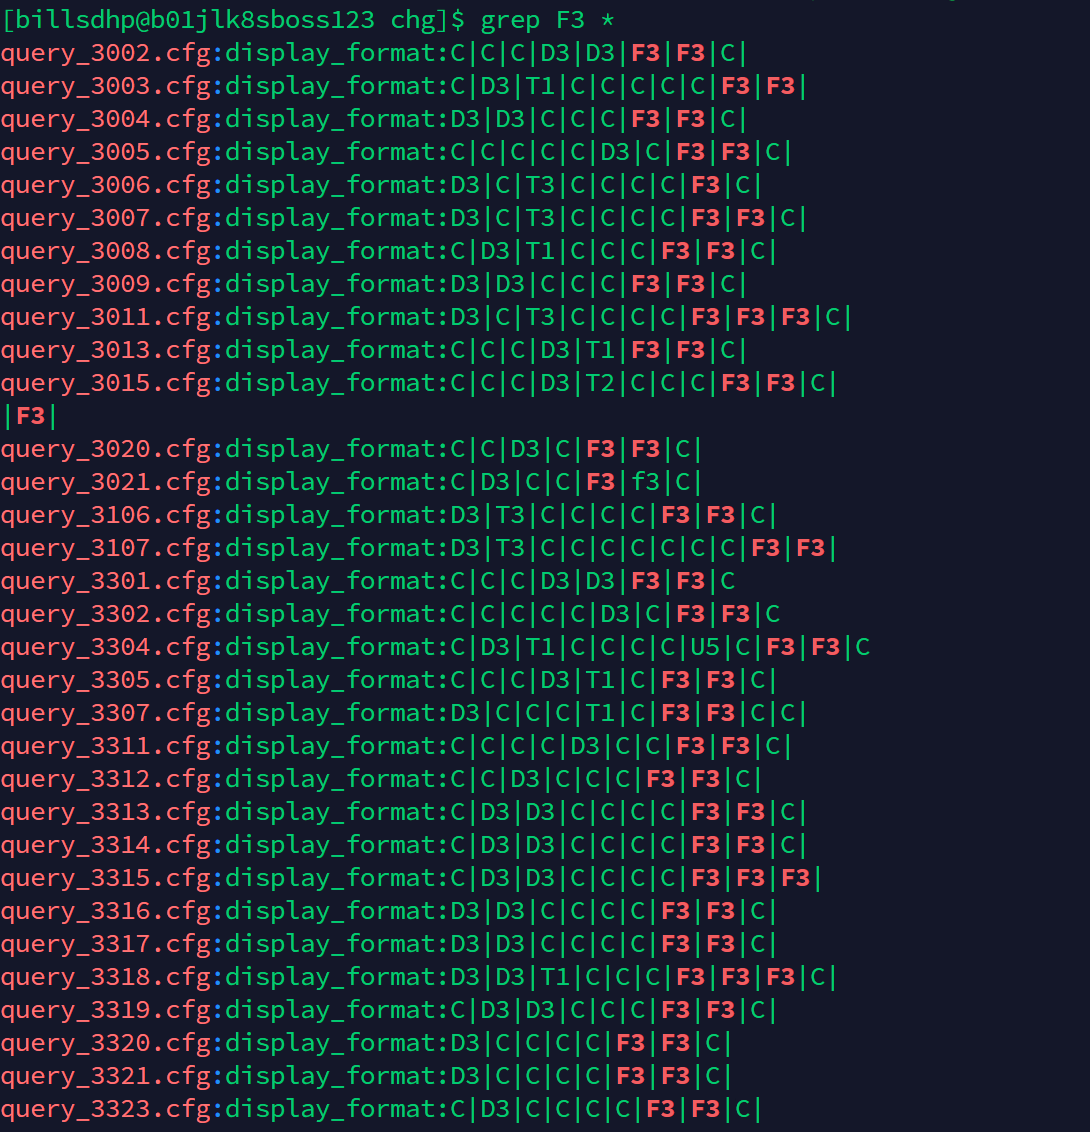 [billsdhp@b01jlk8sboss123 chg]$ grep F3 *
query_3002.cfg:display_format:C|C|C|D3|D3|F3|F3|C|
query_3003.cfg:display_format:C|D3|T1|C|C|C|C|C|F3|F3|
query_3004.cfg:display_format:D3|D3|C|C|C|F3|F3|C|
query_3005.cfg:display_format:C|C|C|C|C|D3|C|F3|F3|C|
query_3006.cfg:display_format:D3|C|T3|C|C|C|C|F3|C|
query_3007.cfg:display_format:D3|C|T3|C|C|C|C|F3|F3|C|
query_3008.cfg:display_format:C|D3|T1|C|C|C|F3|F3|C|
query_3009.cfg:display_format:D3|D3|C|C|C|F3|F3|C|
query_3011.cfg:display_format:D3|C|T3|C|C|C|C|F3|F3|F3|C|
query_3013.cfg:display_format:C|C|C|D3|T1|F3|F3|C|
query_3015.cfg:display_format:C|C|C|D3|T2|C|C|C|F3|F3|C|
|F3|
query_3020.cfg:display_format:C|C|D3|C|F3|F3|C|
query_3021.cfg:display_format:C|D3|C|C|F3|f3|C|
query_3106.cfg:display_format:D3|T3|C|C|C|C|F3|F3|C|
query_3107.cfg:display_format:D3|T3|C|C|C|C|C|C|C|F3|F3|
query_3301.cfg:display_format:C|C|C|D3|D3|F3|F3|C
query_3302.cfg:display_format:C|C|C|C|C|D3|C|F3|F3|C
query_3304.cfg:display_format:C|D3|T1|C|C|C|C|U5|C|F3|F3|C
query_3305.cfg:display_format:C|C|C|D3|T1|C|F3|F3|C|
query_3307.cfg:display_format:D3|C|C|C|T1|C|F3|F3|C|C|
query_3311.cfg:display_format:C|C|C|C|D3|C|C|F3|F3|C|
query_3312.cfg:display_format:C|C|D3|C|C|C|F3|F3|C|
query_3313.cfg:display_format:C|D3|D3|C|C|C|C|F3|F3|C|
query_3314.cfg:display_format:C|D3|D3|C|C|C|C|F3|F3|C|
query_3315.cfg:display_format:C|D3|D3|C|C|C|C|F3|F3|F3|
query_3316.cfg:display_format:D3|D3|C|C|C|C|F3|F3|C|
query_3317.cfg:display_format:D3|D3|C|C|C|C|F3|F3|C|
query_3318.cfg:display_format:D3|D3|T1|C|C|C|F3|F3|F3|C|
query_3319.cfg:display_format:C|D3|D3|C|C|C|F3|F3|C|
query_3320.cfg:display_format:D3|C|C|C|C|F3|F3|C|
query_3321.cfg:display_format:D3|C|C|C|C|F3|F3|C|
query_3323.cfg:display_format:C|D3|C|C|C|C|F3|F3|C|